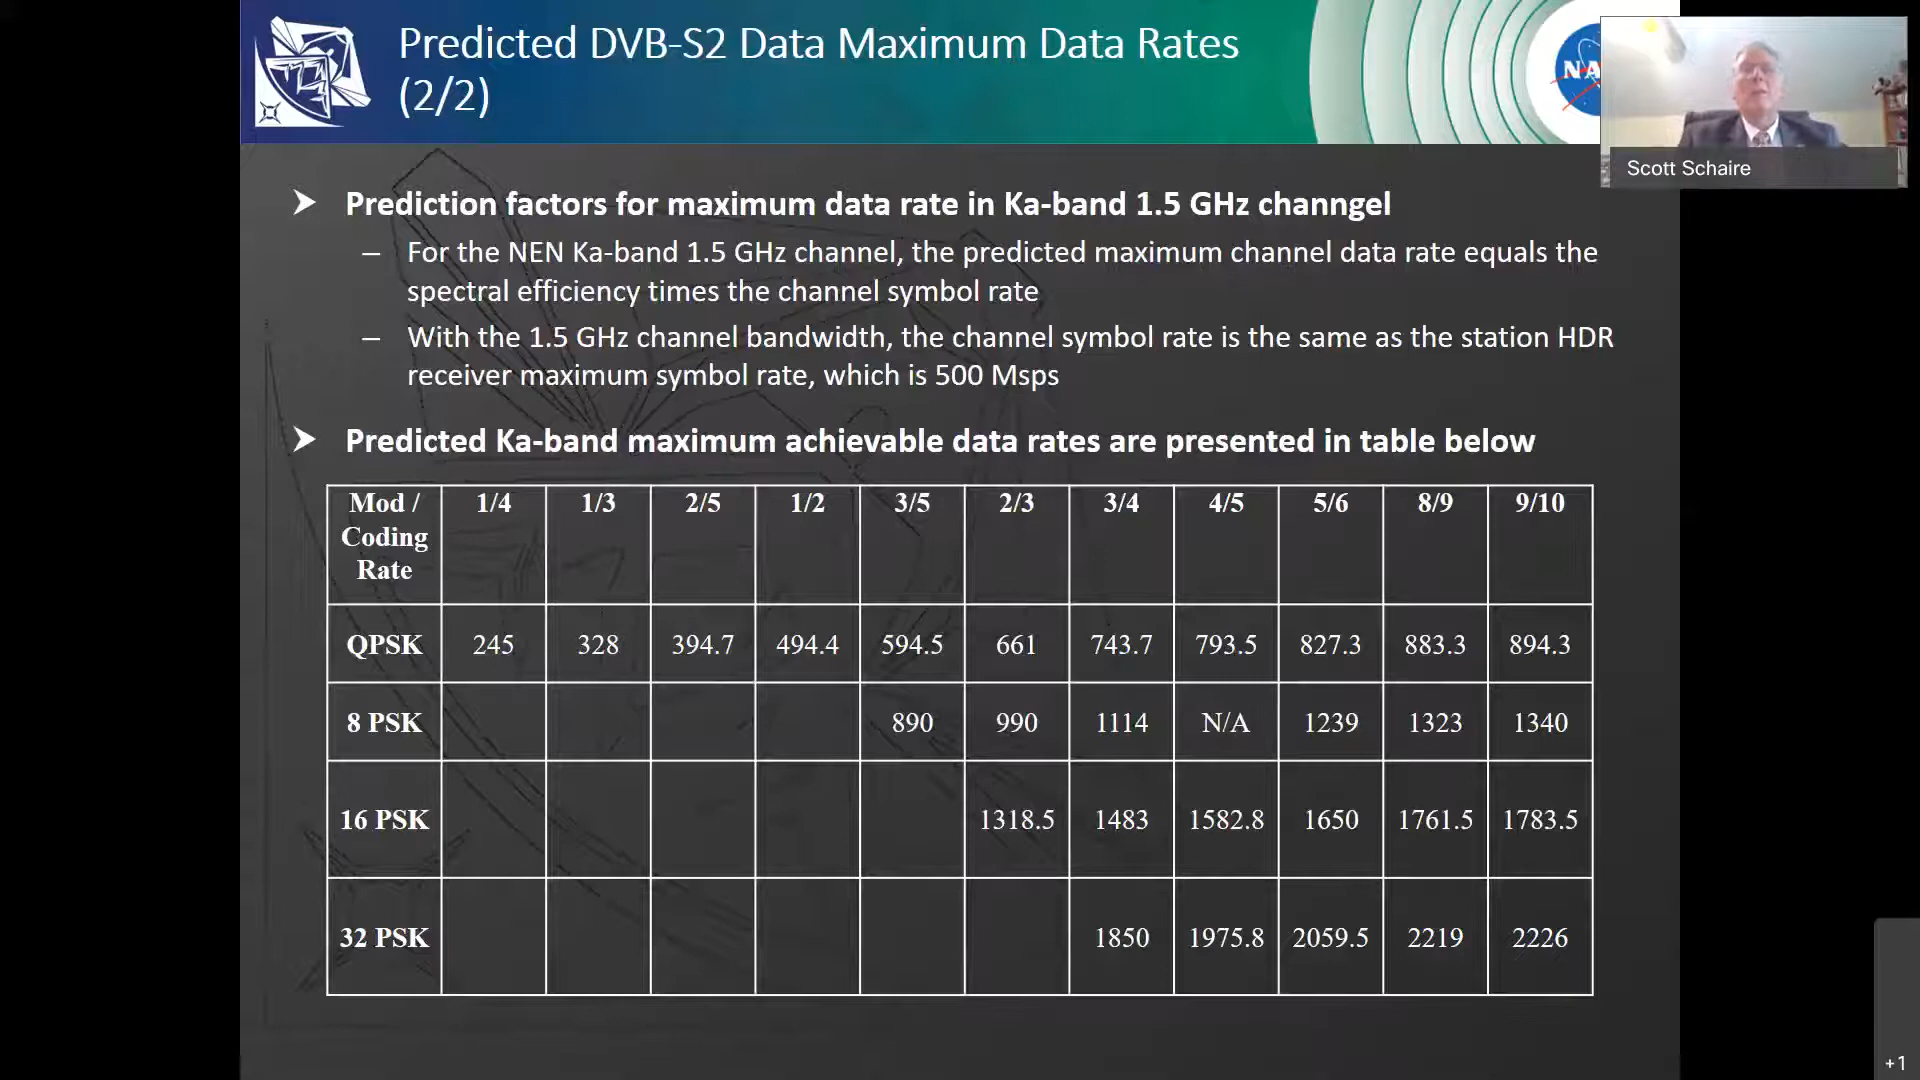 Predicted DVB-S2 Data Maximum Data Rates
(2/2)
NA
Scott Schaire
Prediction factors for maximum data rate in Ka-band 1.5 GHz channgel
– For the NEN Ka-band 1.5 GHz channel, the predicted maximum channel data rate equals the
spectral efficiency times the channel symbol rate
– With the 1.5 GHz channel bandwidth, the channel symbol rate is the same as the station HDR
receiver maximum symbol rate, which is 500 Msps
Predicted Ka-band maximum achievable data rates are presented in table below
Mod / 1/4 1/3 2/5 1/2 3/5 2/3 3/4 4/5 5/6 8/9 9/10
Coding
Rate
QPSK 245 328 394.7 494.4 594.5 661 743.7 793.5 827.3 883.3 894.3
8 PSK 890 990 1114 N/A 1239 1323 1340
16 PSK 1318.5 1483 1582.8 1650 1761.5 1783.5
32 PSK 1850 1975.8 2059.5 2219 2226
+1